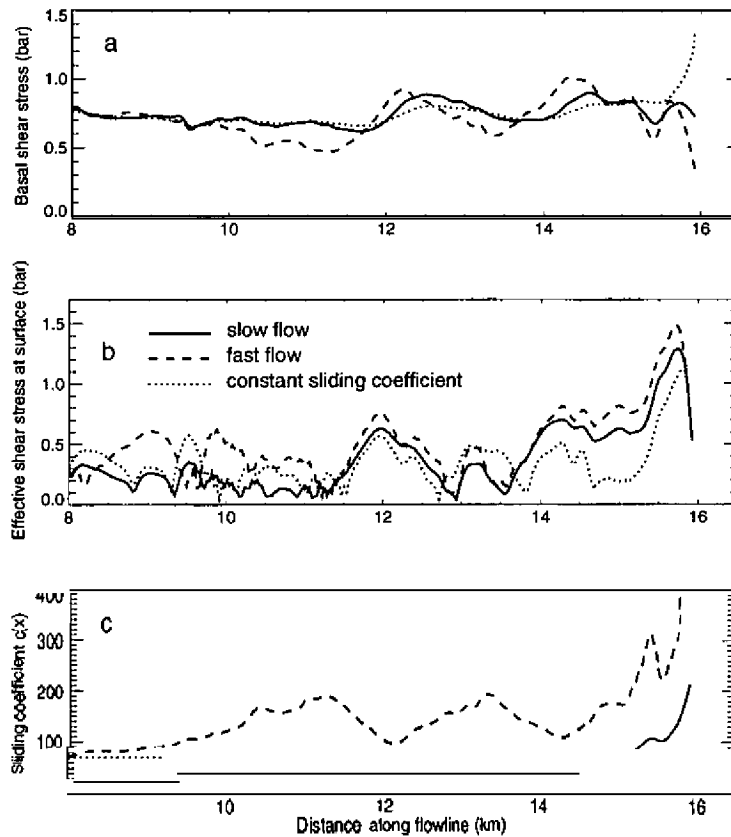 1.5
a
1.0
0.5
0.0
Basal shear stress (bar)
8
10
12
14
16
b
1.5
1.0
0.5
0.0
Effective shear stress at surface (bar)
slow flow
fast flow
constant sliding coefficient
8
10
12
14
16
400
c
300
200
100
Sliding coefficient c(x)
10
12
14
16
Distance along flowline (km)